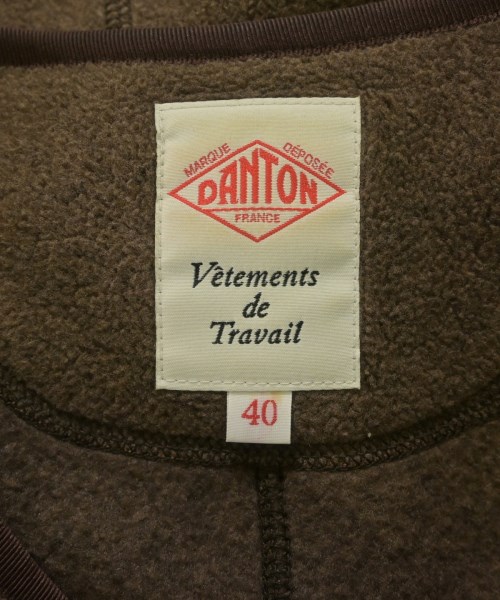 MARQUE DÉPOSÉE
DANTON
FRANCE
Vêtements
de
Travail
40